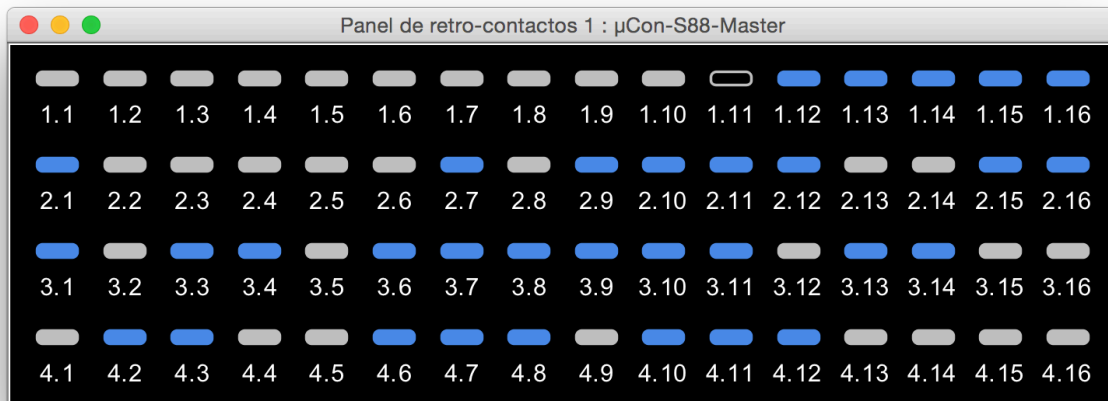 Panel de retro-contactos 1 : µCon-S88-Master
1.1 1.2 1.3 1.4 1.5 1.6 1.7 1.8 1.9 1.10 1.11 1.12 1.13 1.14 1.15 1.16
2.1 2.2 2.3 2.4 2.5 2.6 2.7 2.8 2.9 2.10 2.11 2.12 2.13 2.14 2.15 2.16
3.1 3.2 3.3 3.4 3.5 3.6 3.7 3.8 3.9 3.10 3.11 3.12 3.13 3.14 3.15 3.16
4.1 4.2 4.3 4.4 4.5 4.6 4.7 4.8 4.9 4.10 4.11 4.12 4.13 4.14 4.15 4.16